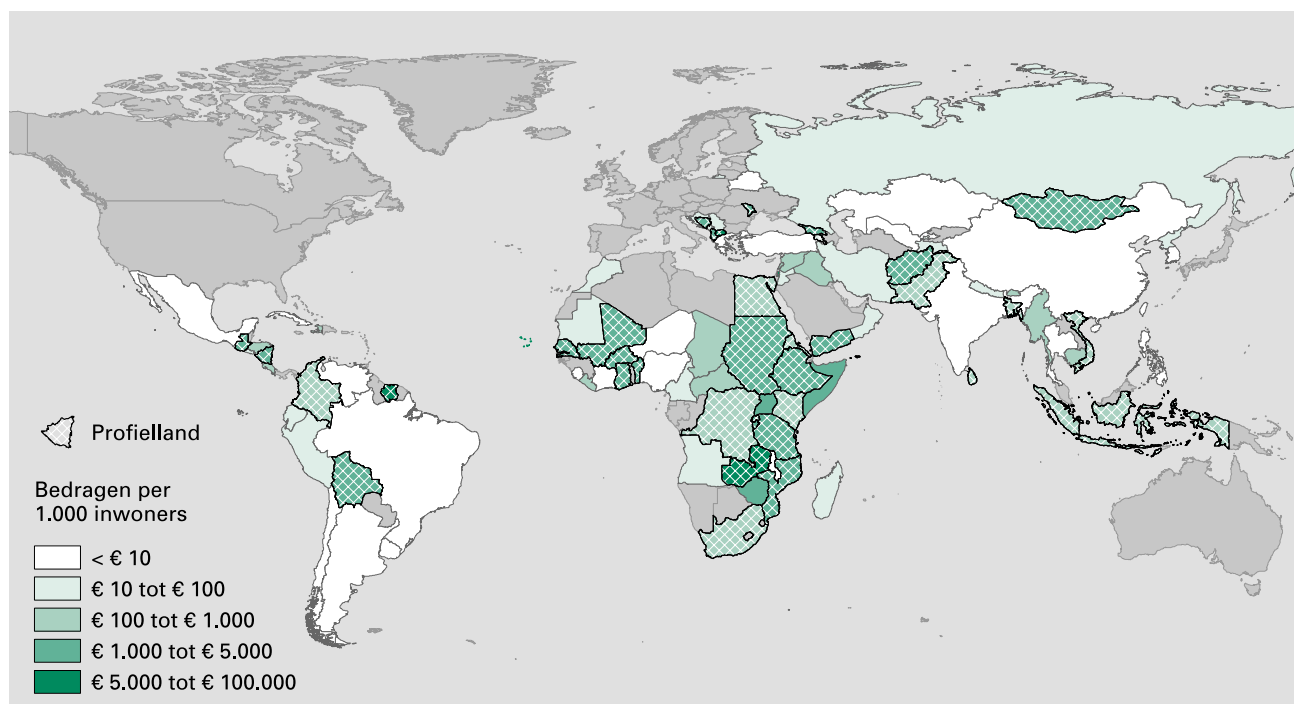 Profielland
Bedragen per
1.000 inwoners
< € 10
€ 10 tot € 100
€ 100 tot € 1.000
€ 1.000 tot € 5.000
€ 5.000 tot € 100.000